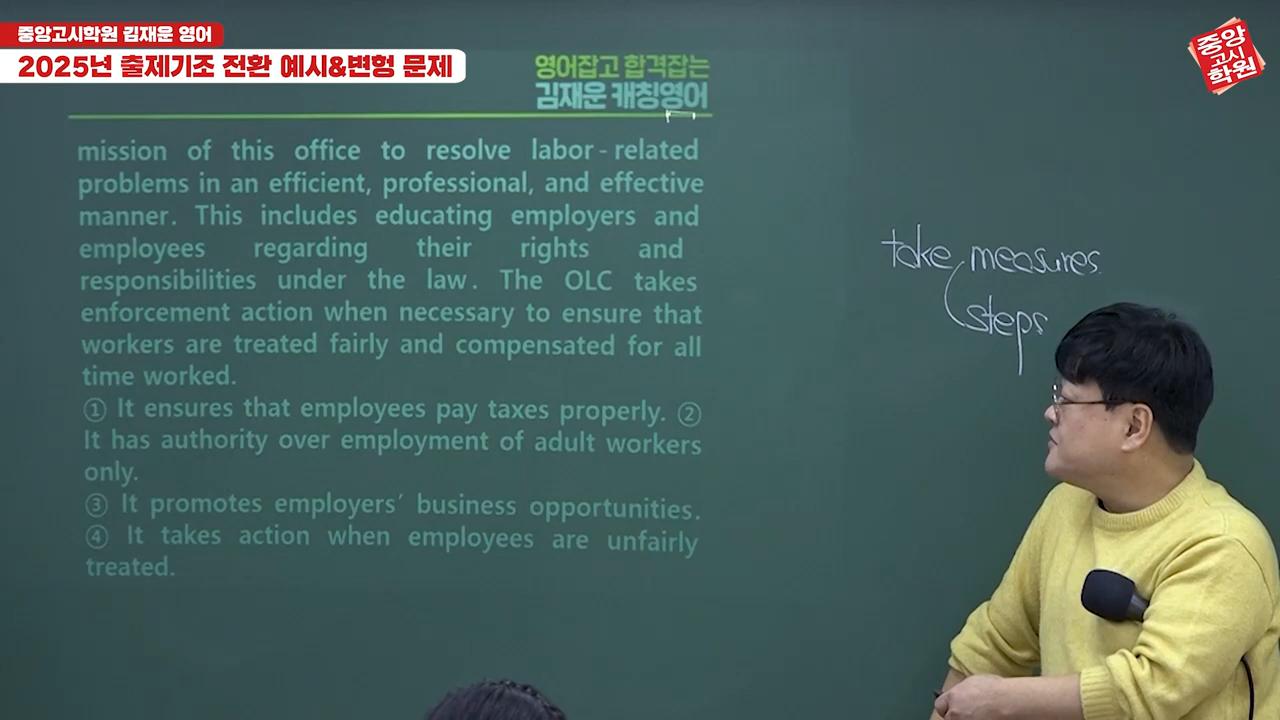 중앙고시학원 김재운 영어
2025년 출제기조 전환 예시&변형 문제
중앙
고시
학원
영어잡고 합격잡는
김재운 캐칭영어
mission of this office to resolve labor-related
problems in an efficient, professional, and effective
manner. This includes educating employers and
employees regarding their rights and
responsibilities under the law. The OLC takes
enforcement action when necessary to ensure that
workers are treated fairly and compensated for all
time worked.
① It ensures that employees pay taxes properly. ②
It has authority over employment of adult workers
only.
③ It promotes employers’ business opportunities.
④ It takes action when employees are unfairly
treated.
take measures
steps